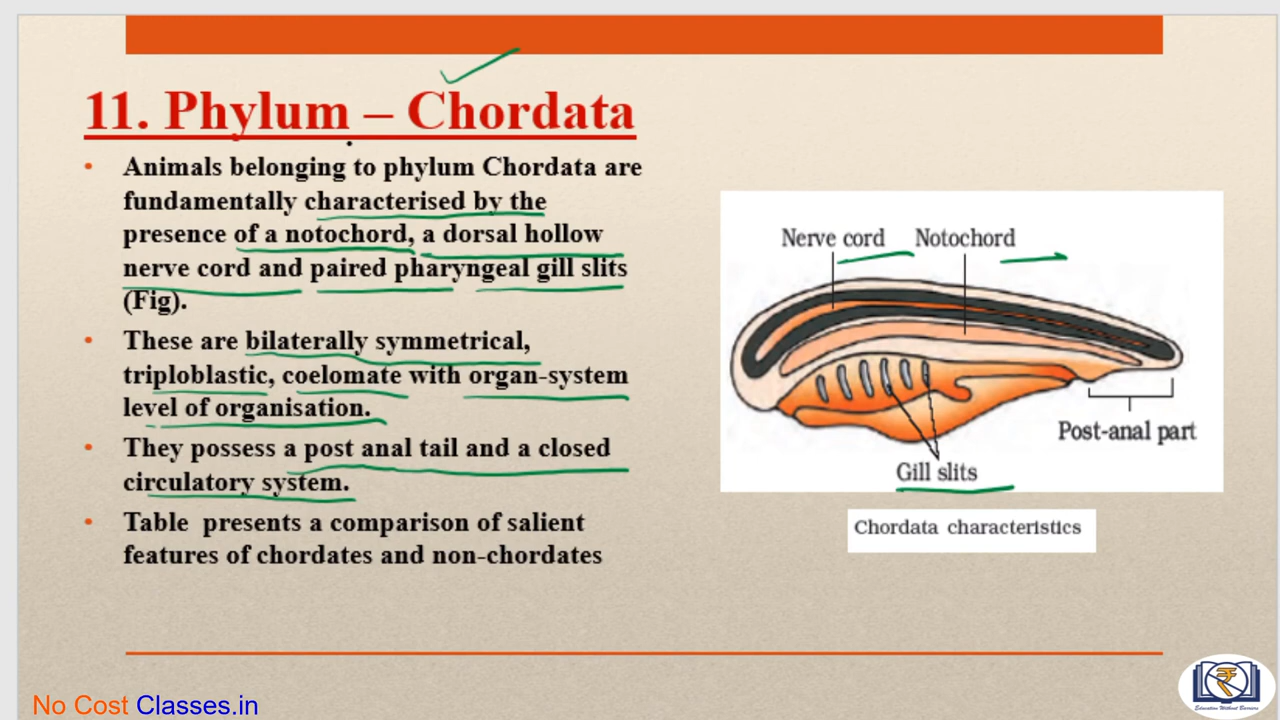 11. Phylum – Chordata
• Animals belonging to phylum Chordata are
fundamentally characterised by the
presence of a notochord, a dorsal hollow
nerve cord and paired pharyngeal gill slits
(Fig).
• These are bilaterally symmetrical,
triploblastic, coelomate with organ-system
level of organisation.
• They possess a post anal tail and a closed
circulatory system.
• Table presents a comparison of salient
features of chordates and non-chordates
Nerve cord
Notochord
Post-anal part
Gill slits
Chordata characteristics
No Cost Classes.in
Education Without Barriers